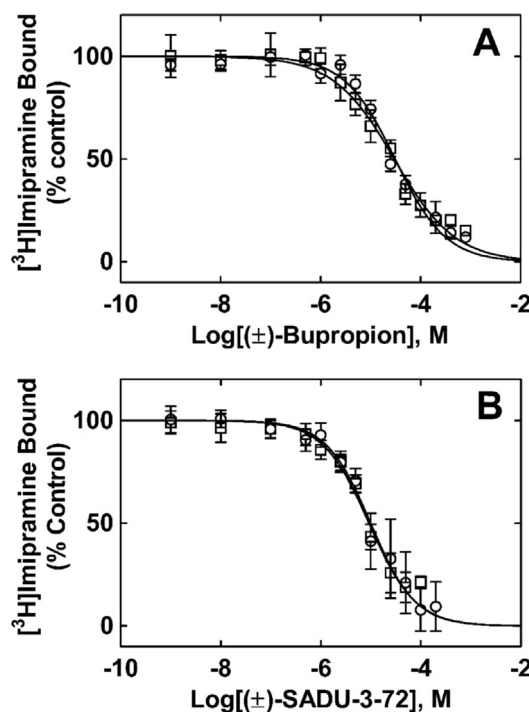 A
[³H]Imipramine Bound
(% control)
100
50
0
-10 -8 -6 -4 -2
Log[(±)-Bupropion], M
B
[³H]Imipramine Bound
(% Control)
100
50
0
-10 -8 -6 -4 -2
Log[(±)-SADU-3-72], M